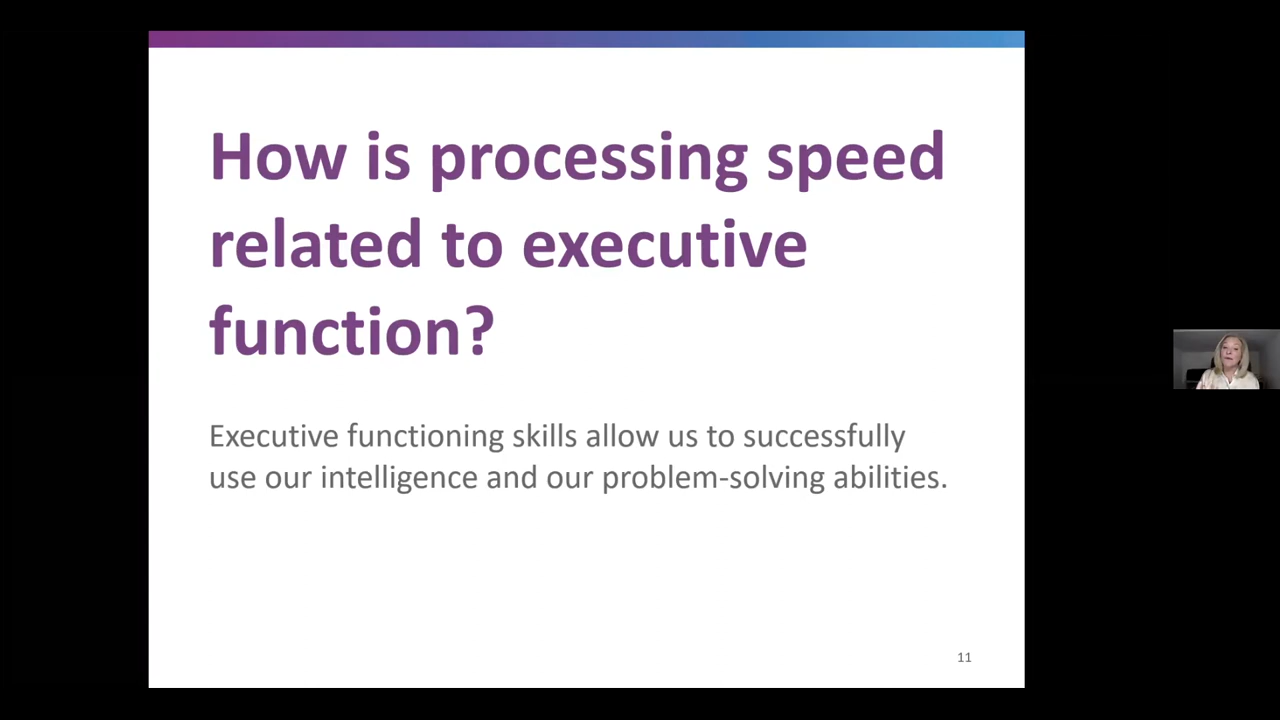 How is processing speed
related to executive
function?
Executive functioning skills allow us to successfully
use our intelligence and our problem-solving abilities.
11